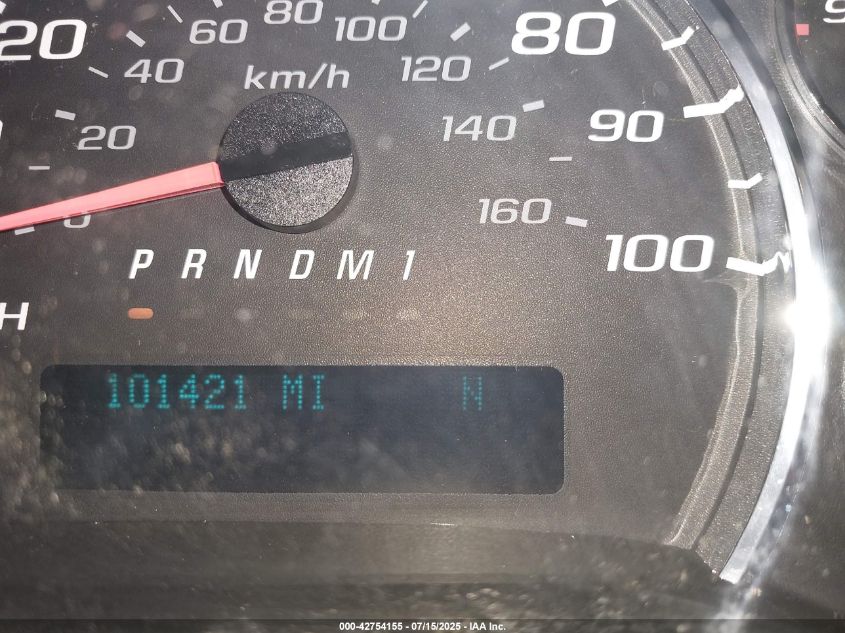 20 60 80 100 80
40 km/h 120
20 140 90
0 160 100
P R N D M 1
H
101421 MI N
000-42754155 - 07/15/2025 - IAA Inc.